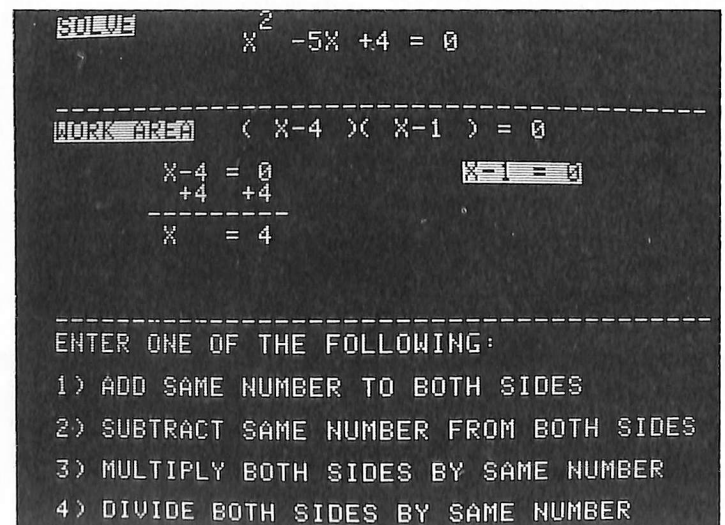 SOLVE X² -5X +4 = 0
WORK AREA ( X-4 )( X-1 ) = 0
X-4 = 0 X-1 = 0
+4 +4
X = 4
ENTER ONE OF THE FOLLOWING:
1) ADD SAME NUMBER TO BOTH SIDES
2) SUBTRACT SAME NUMBER FROM BOTH SIDES
3) MULTIPLY BOTH SIDES BY SAME NUMBER
4) DIVIDE BOTH SIDES BY SAME NUMBER